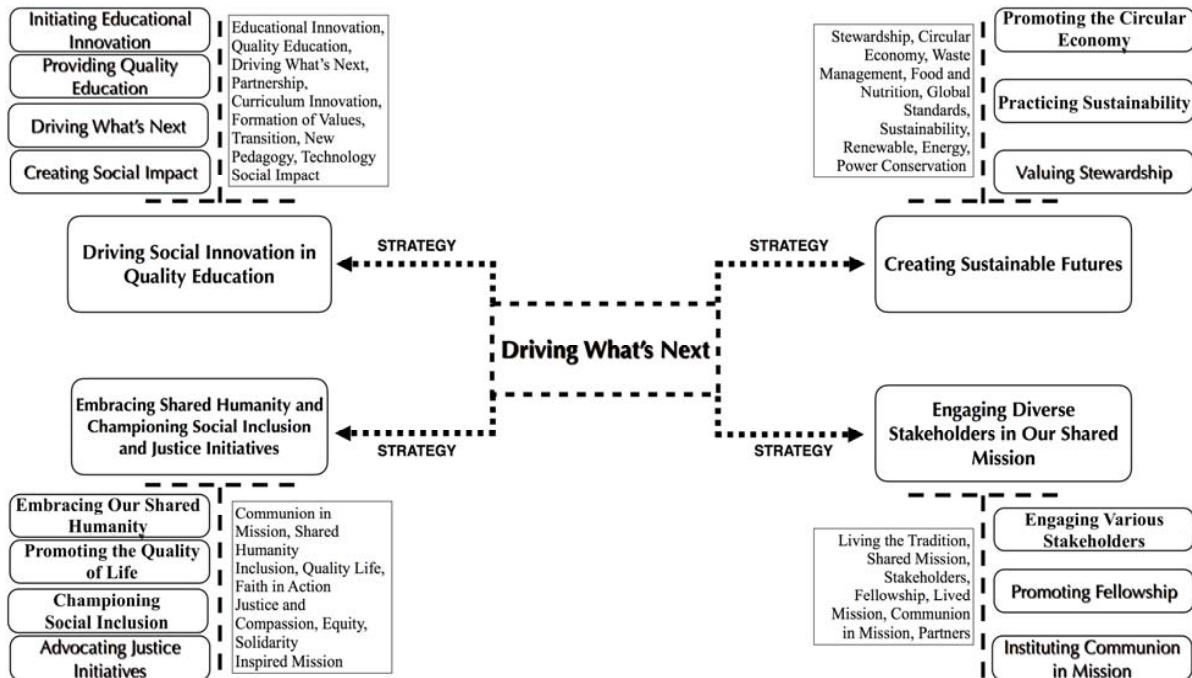 Initiating Educational
Innovation
Providing Quality
Education
Driving What's Next
Creating Social Impact
Educational Innovation,
Quality Education,
Driving What's Next,
Partnership,
Curriculum Innovation,
Formation of Values,
Transition, New
Pedagogy, Technology
Social Impact
Stewardship, Circular
Economy, Waste
Management, Food and
Nutrition, Global
Standards,
Sustainability,
Renewable, Energy,
Power Conservation
Promoting the Circular
Economy
Practicing Sustainability
Valuing Stewardship
Driving Social Innovation in
Quality Education
STRATEGY
STRATEGY
Creating Sustainable Futures
Driving What's Next
Embracing Shared Humanity and
Championing Social Inclusion
and Justice Initiatives
STRATEGY
STRATEGY
Engaging Diverse
Stakeholders in Our Shared
Mission
Embracing Our Shared
Humanity
Promoting the Quality
of Life
Championing
Social Inclusion
Advocating Justice
Initiatives
Communion in
Mission, Shared
Humanity
Inclusion, Quality Life,
Faith in Action
Justice and
Compassion, Equity,
Solidarity
Inspired Mission
Living the Tradition,
Shared Mission,
Stakeholders,
Fellowship, Lived
Mission, Communion
in Mission, Partners
Engaging Various
Stakeholders
Promoting Fellowship
Instituting Communion
in Mission